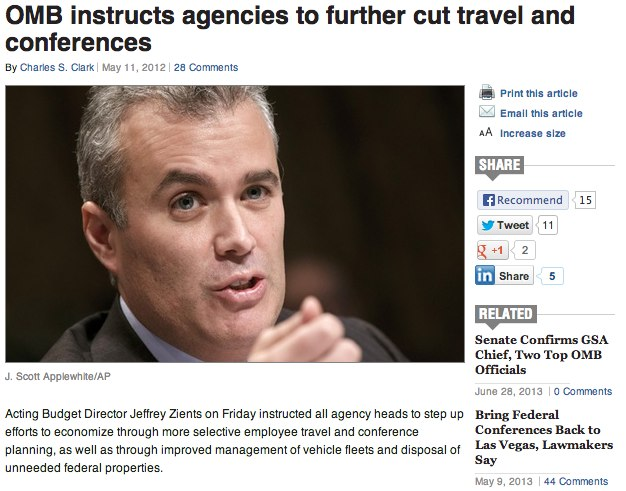 OMB instructs agencies to further cut travel and
conferences
By Charles S. Clark | May 11, 2012 | 28 Comments
Print this article
Email this article
AA Increase size
SHARE
Recommend 15
Tweet 11
g +1 2
in Share 5
RELATED
Senate Confirms GSA
Chief, Two Top OMB
Officials
June 28, 2013 | 0 Comments
Bring Federal
Conferences Back to
Las Vegas, Lawmakers
Say
May 9, 2013 | 44 Comments
J. Scott Applewhite/AP
Acting Budget Director Jeffrey Zients on Friday instructed all agency heads to step up
efforts to economize through more selective employee travel and conference
planning, as well as through improved management of vehicle fleets and disposal of
unneeded federal properties.